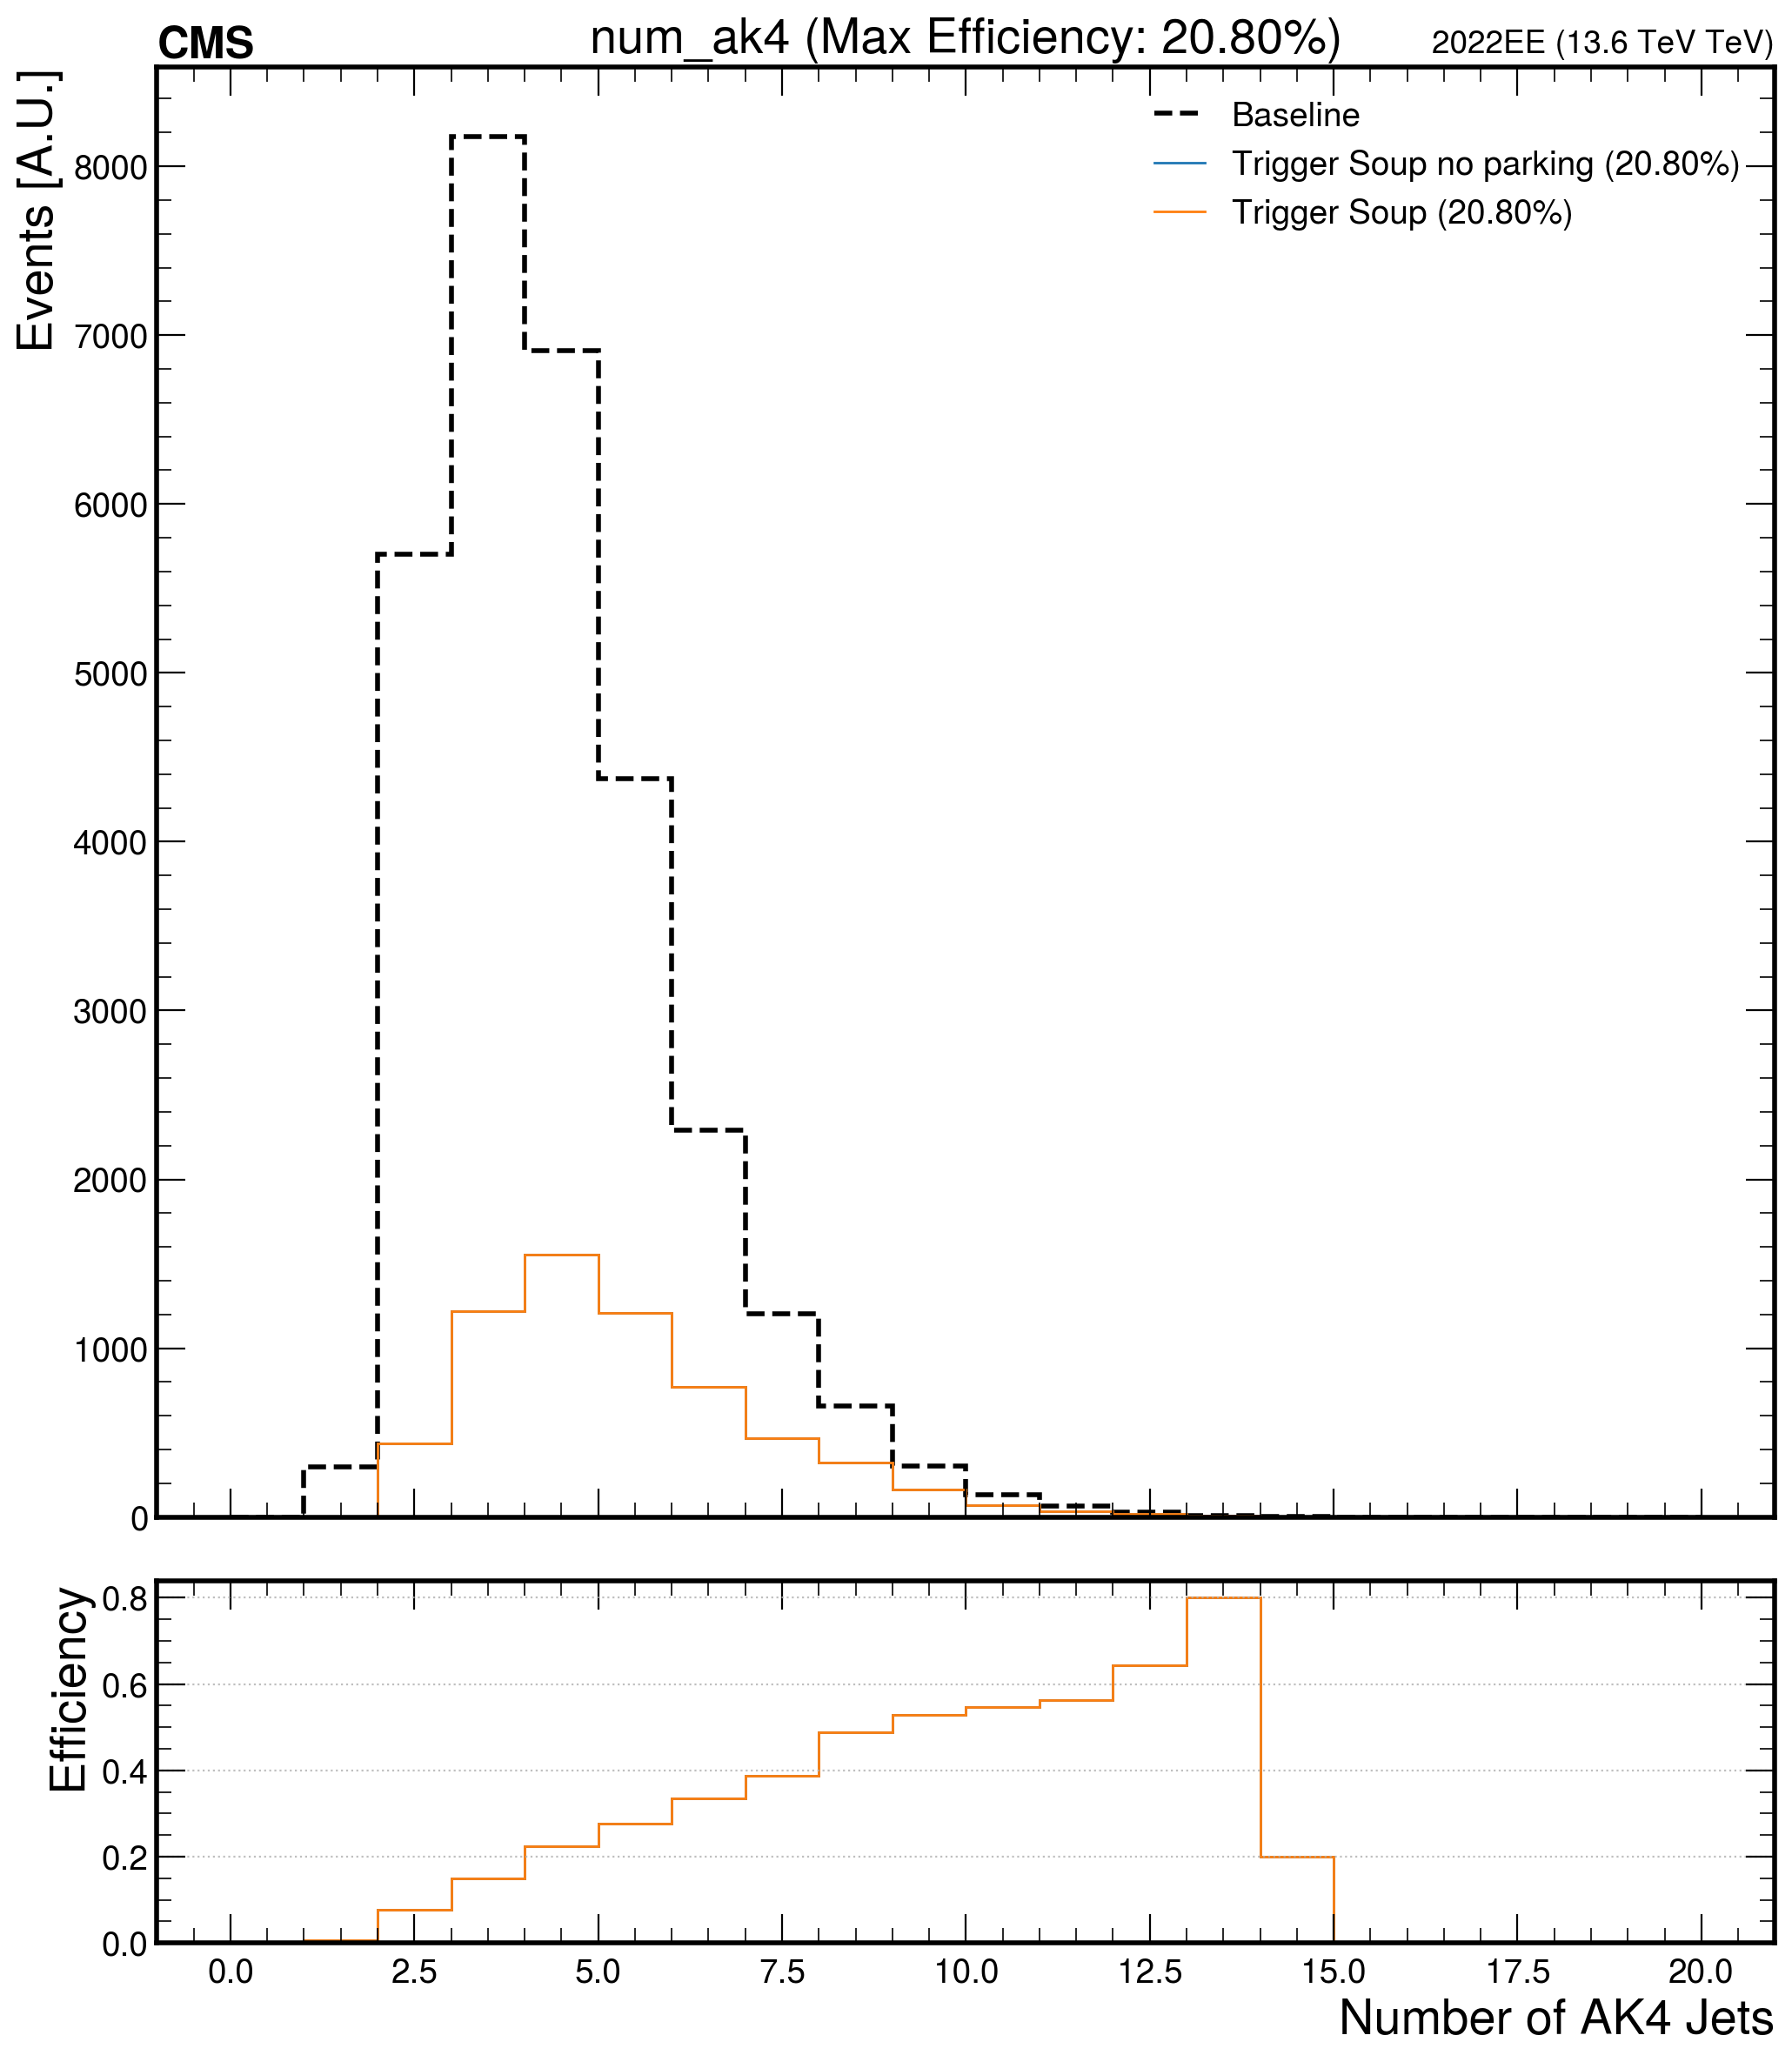 CMS num_ak4 (Max Efficiency: 20.80%) 2022EE (13.6 TeV TeV)
Events [A.U.]
Baseline
Trigger Soup no parking (20.80%)
Trigger Soup (20.80%)
8000
7000
6000
5000
4000
3000
2000
1000
0
Efficiency
0.8
0.6
0.4
0.2
0.0
0.0 2.5 5.0 7.5 10.0 12.5 15.0 17.5 20.0
Number of AK4 Jets